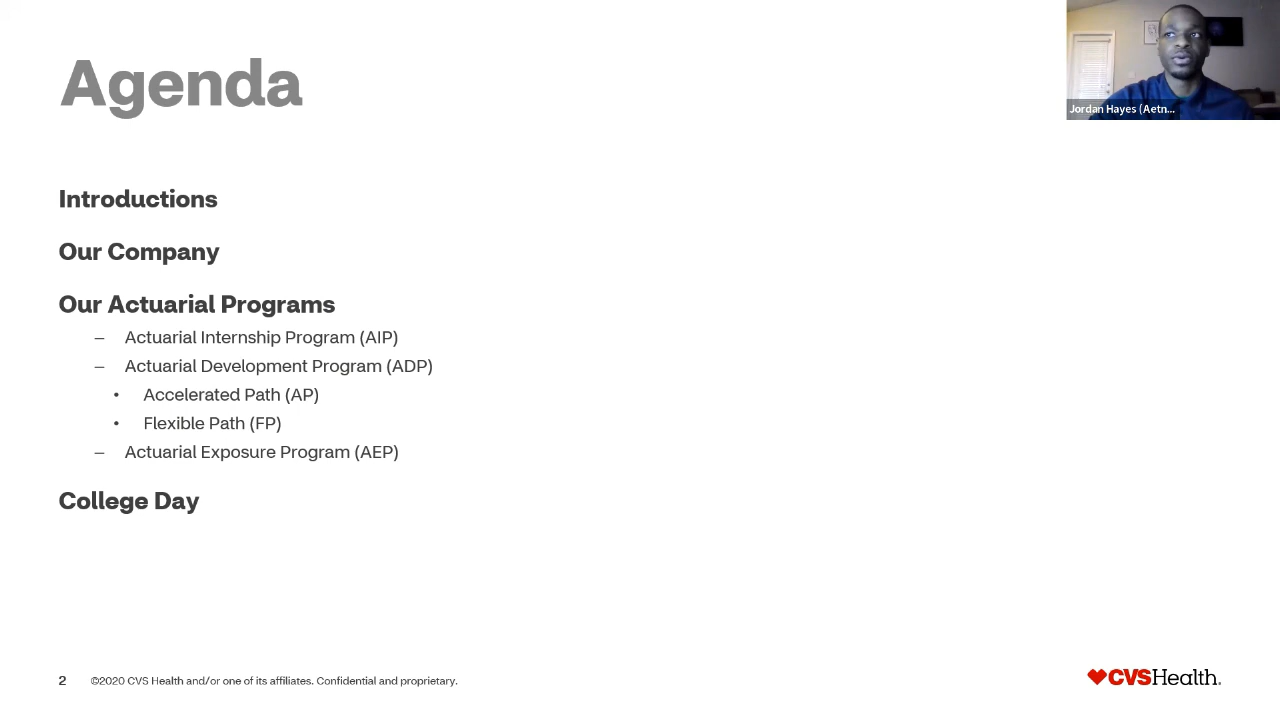 Agenda
Jordan Hayes (Aetn...
Introductions
Our Company
Our Actuarial Programs
– Actuarial Internship Program (AIP)
– Actuarial Development Program (ADP)
• Accelerated Path (AP)
• Flexible Path (FP)
– Actuarial Exposure Program (AEP)
College Day
2 ©2020 CVS Health and/or one of its affiliates. Confidential and proprietary.
CVSHealth®